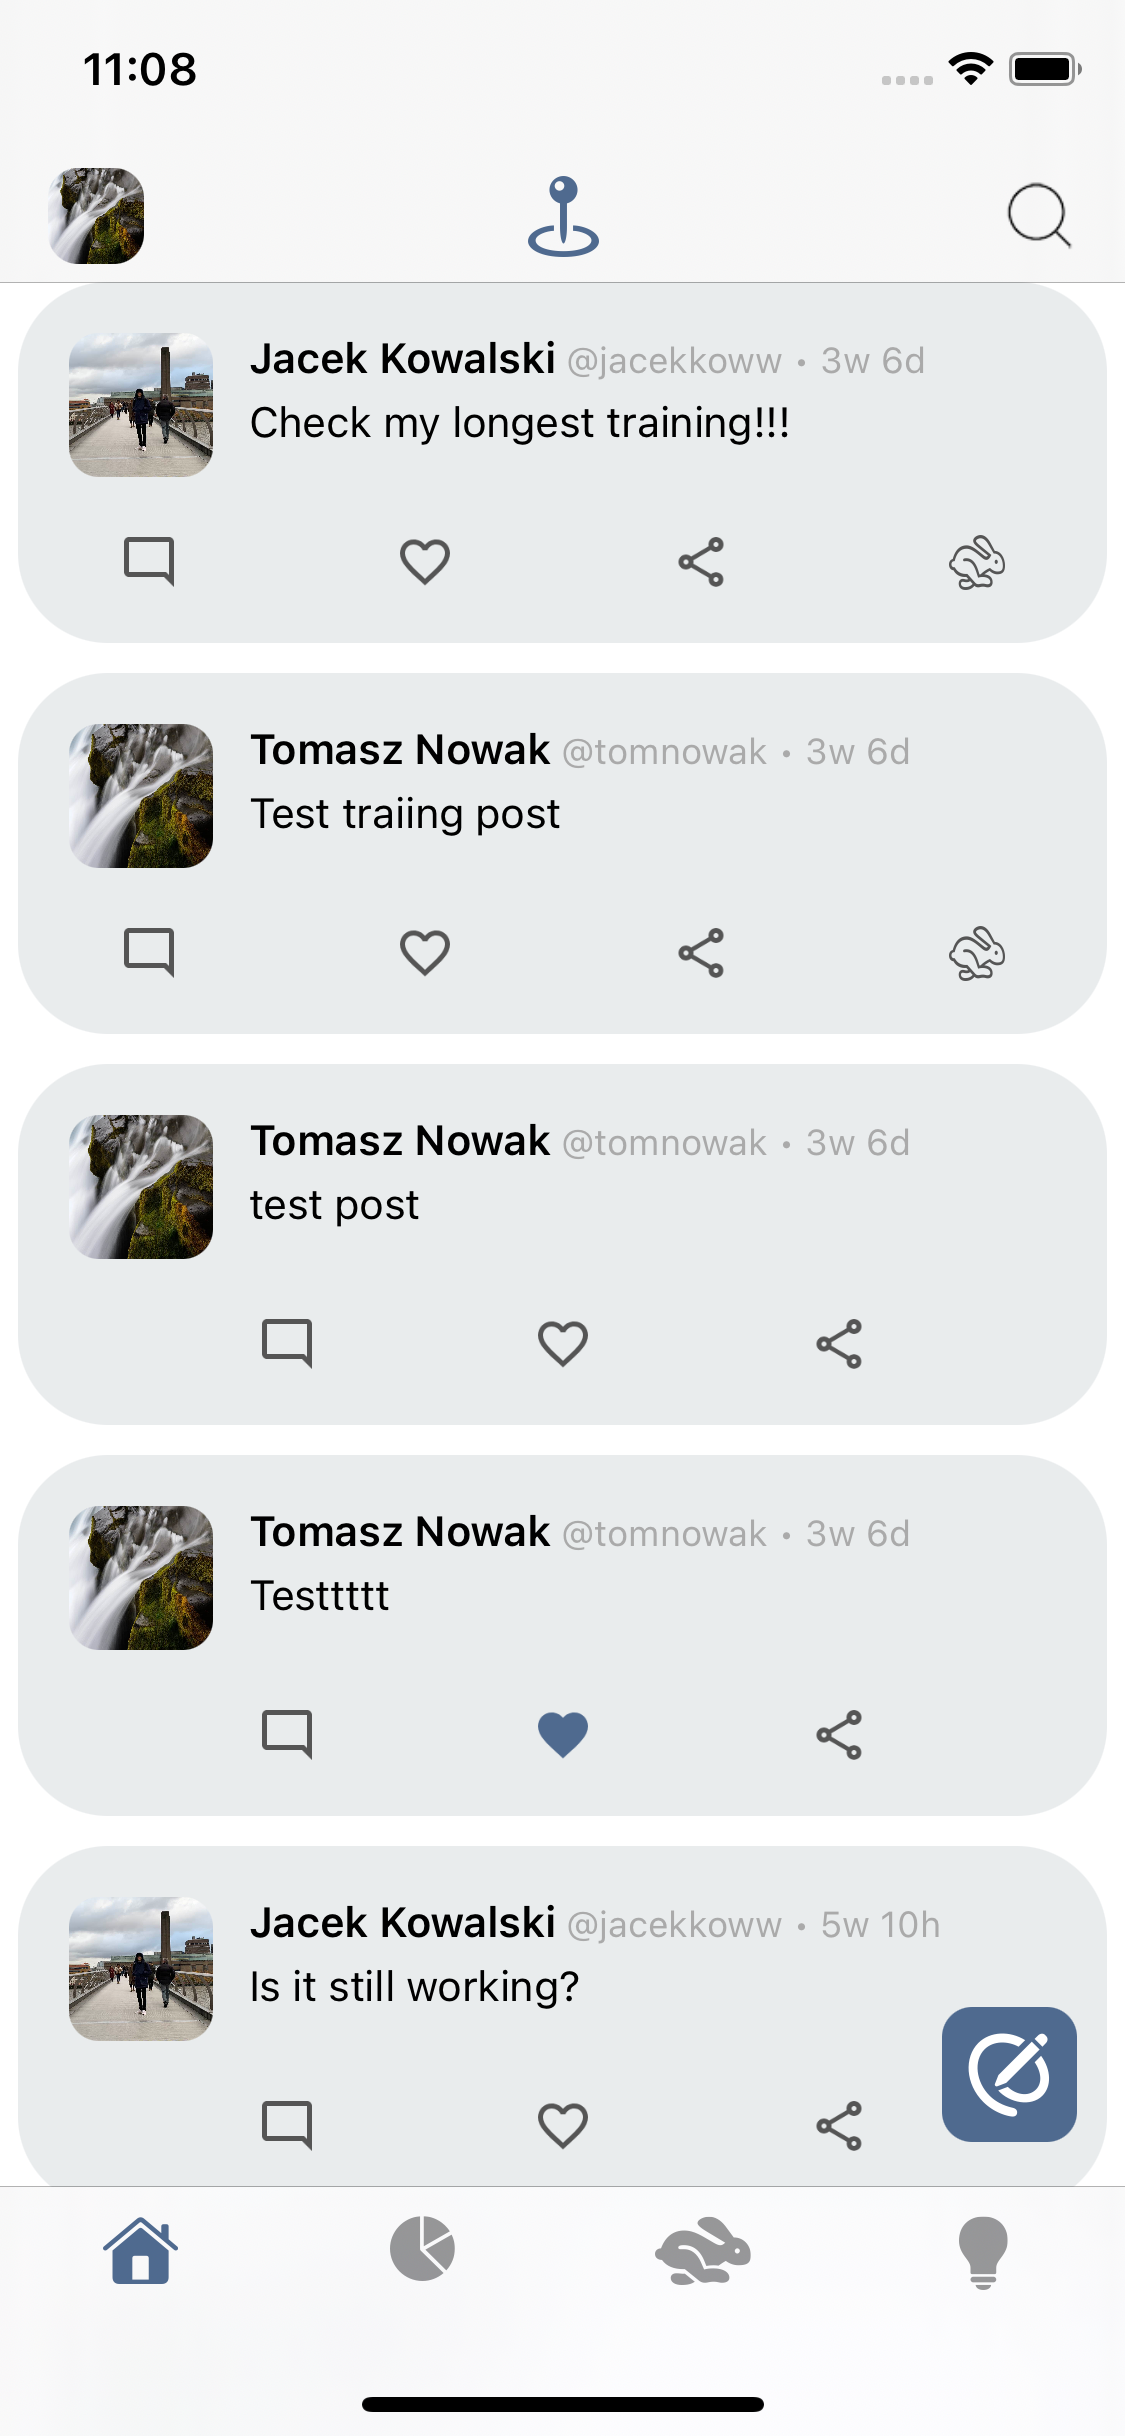 11:08
Jacek Kowalski @jacekkoww • 3w 6d
Check my longest training!!!
Tomasz Nowak @tomnowak • 3w 6d
Test traiing post
Tomasz Nowak @tomnowak • 3w 6d
test post
Tomasz Nowak @tomnowak • 3w 6d
Testtttt
Jacek Kowalski @jacekkoww • 5w 10h
Is it still working?